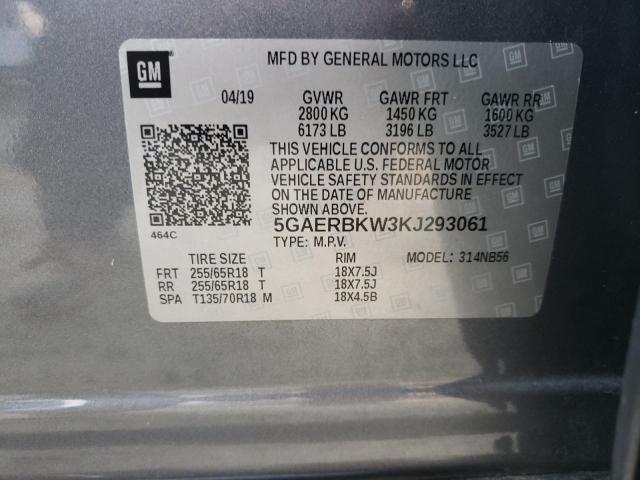 GM
MFD BY GENERAL MOTORS LLC
04/19 GVWR GAWR FRT GAWR RR
2800 KG 1450 KG 1600 KG
6173 LB 3196 LB 3527 LB
THIS VEHICLE CONFORMS TO ALL
APPLICABLE U.S. FEDERAL MOTOR
VEHICLE SAFETY STANDARDS IN EFFECT
ON THE DATE OF MANUFACTURE
SHOWN ABOVE.
5GAERBKW3KJ293061
464C
TYPE: M.P.V.
TIRE SIZE RIM MODEL: 314NB56
FRT 255/65R18 T 18X7.5J
RR 255/65R18 T 18X7.5J
SPA T135/70R18 M 18X4.5B